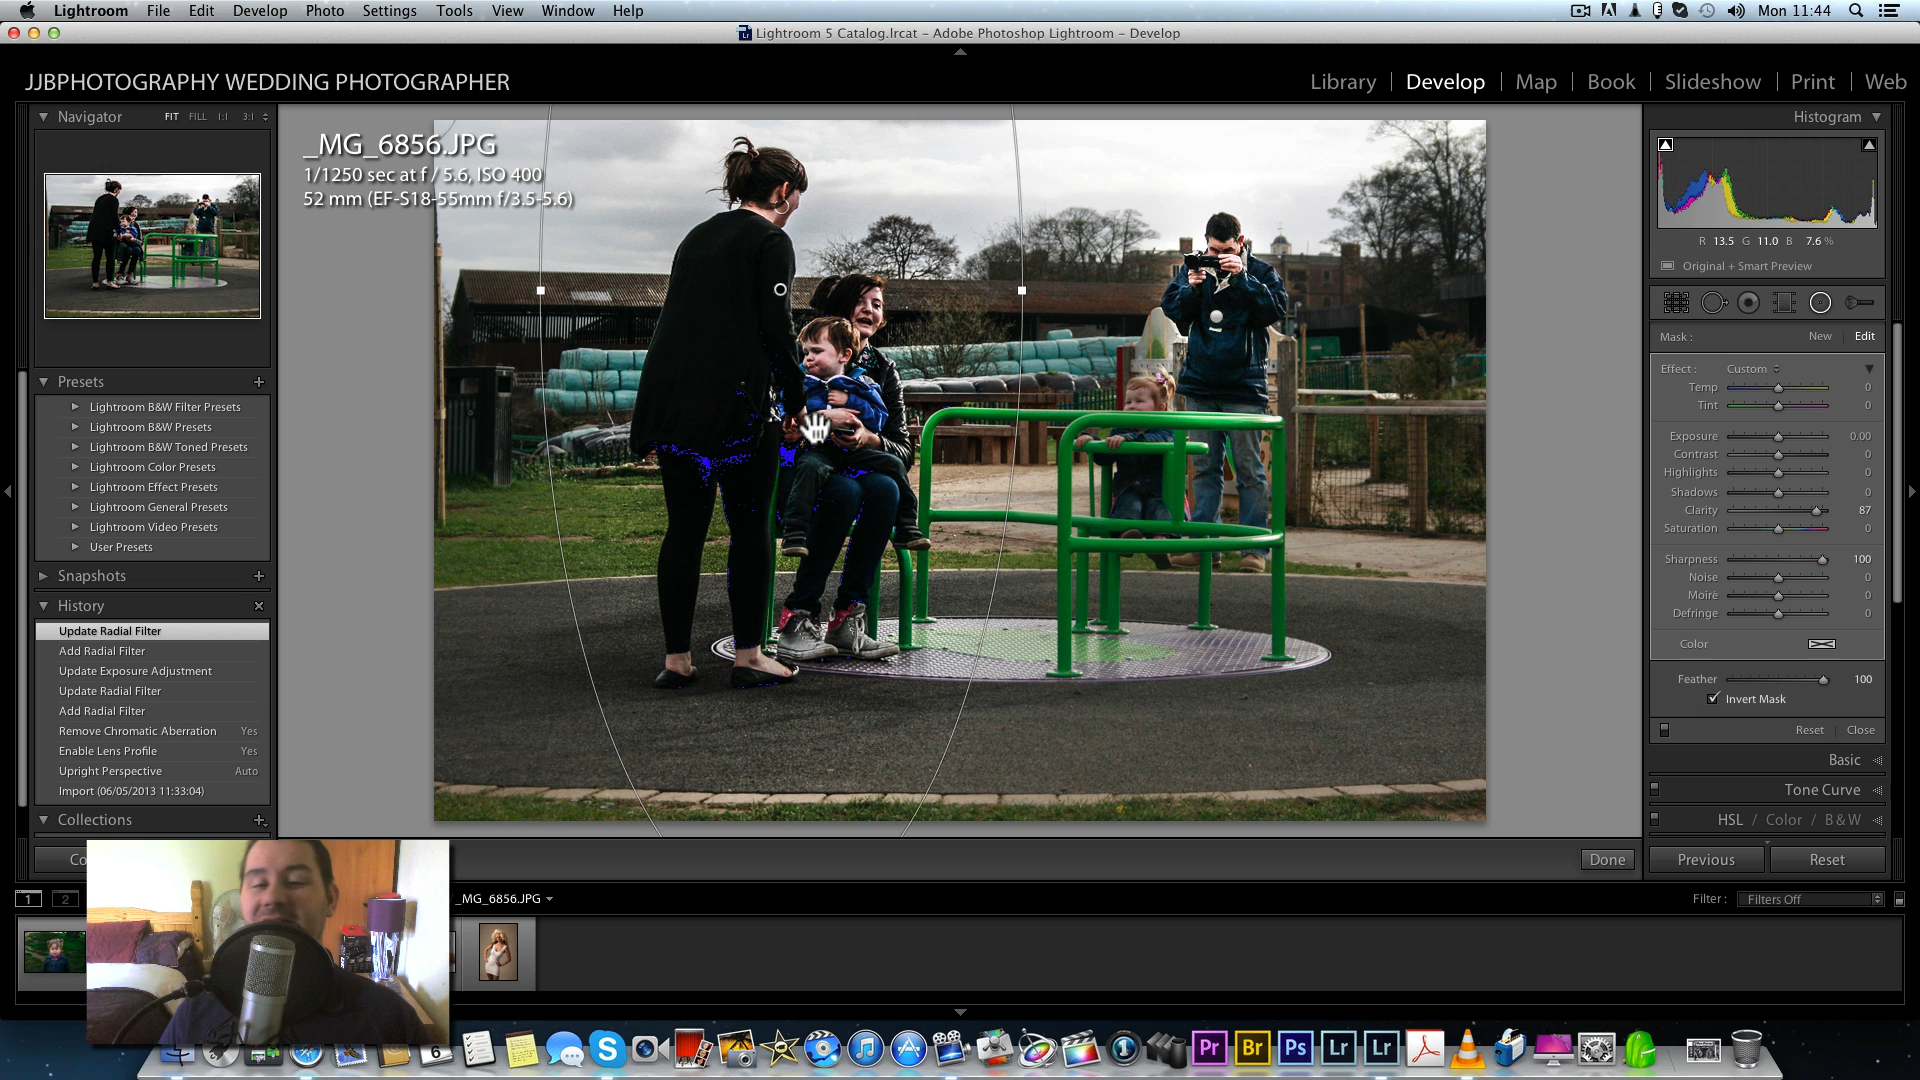 Lightroom File Edit Develop Photo Settings Tools View Window Help Mon 11:44
Lightroom 5 Catalog.lrcat – Adobe Photoshop Lightroom – Develop
JJBPHOTOGRAPHY WEDDING PHOTOGRAPHER Library Develop Map Book Slideshow Print Web
Navigator FIT FILL 1:1 3:1
_MG_6856.JPG
1/1250 sec at f / 5.6, ISO 400
52 mm (EF-S18-55mm f/3.5-5.6)
Presets
Lightroom B&W Filter Presets
Lightroom B&W Presets
Lightroom B&W Toned Presets
Lightroom Color Presets
Lightroom Effect Presets
Lightroom General Presets
Lightroom Video Presets
User Presets
Snapshots
History
Update Radial Filter
Add Radial Filter
Update Exposure Adjustment
Update Radial Filter
Add Radial Filter
Remove Chromatic Aberration Yes
Enable Lens Profile Yes
Upright Perspective Auto
Import (06/05/2013 11:33:04)
Collections
Co
Histogram
R 13.5 G 11.0 B 7.6 %
Original + Smart Preview
Mask : New Edit
Effect : Custom
Temp 0
Tint 0
Exposure 0.00
Contrast 0
Highlights 0
Shadows 0
Clarity 87
Saturation 0
Sharpness 100
Noise 0
Moiré 0
Defringe 0
Color
Feather 100
Invert Mask
Reset Close
Basic
Tone Curve
HSL / Color / B & W
Done Previous Reset
1 2 _MG_6856.JPG Filter : Filters Off
6 1 Pr Br Ps Lr Lr